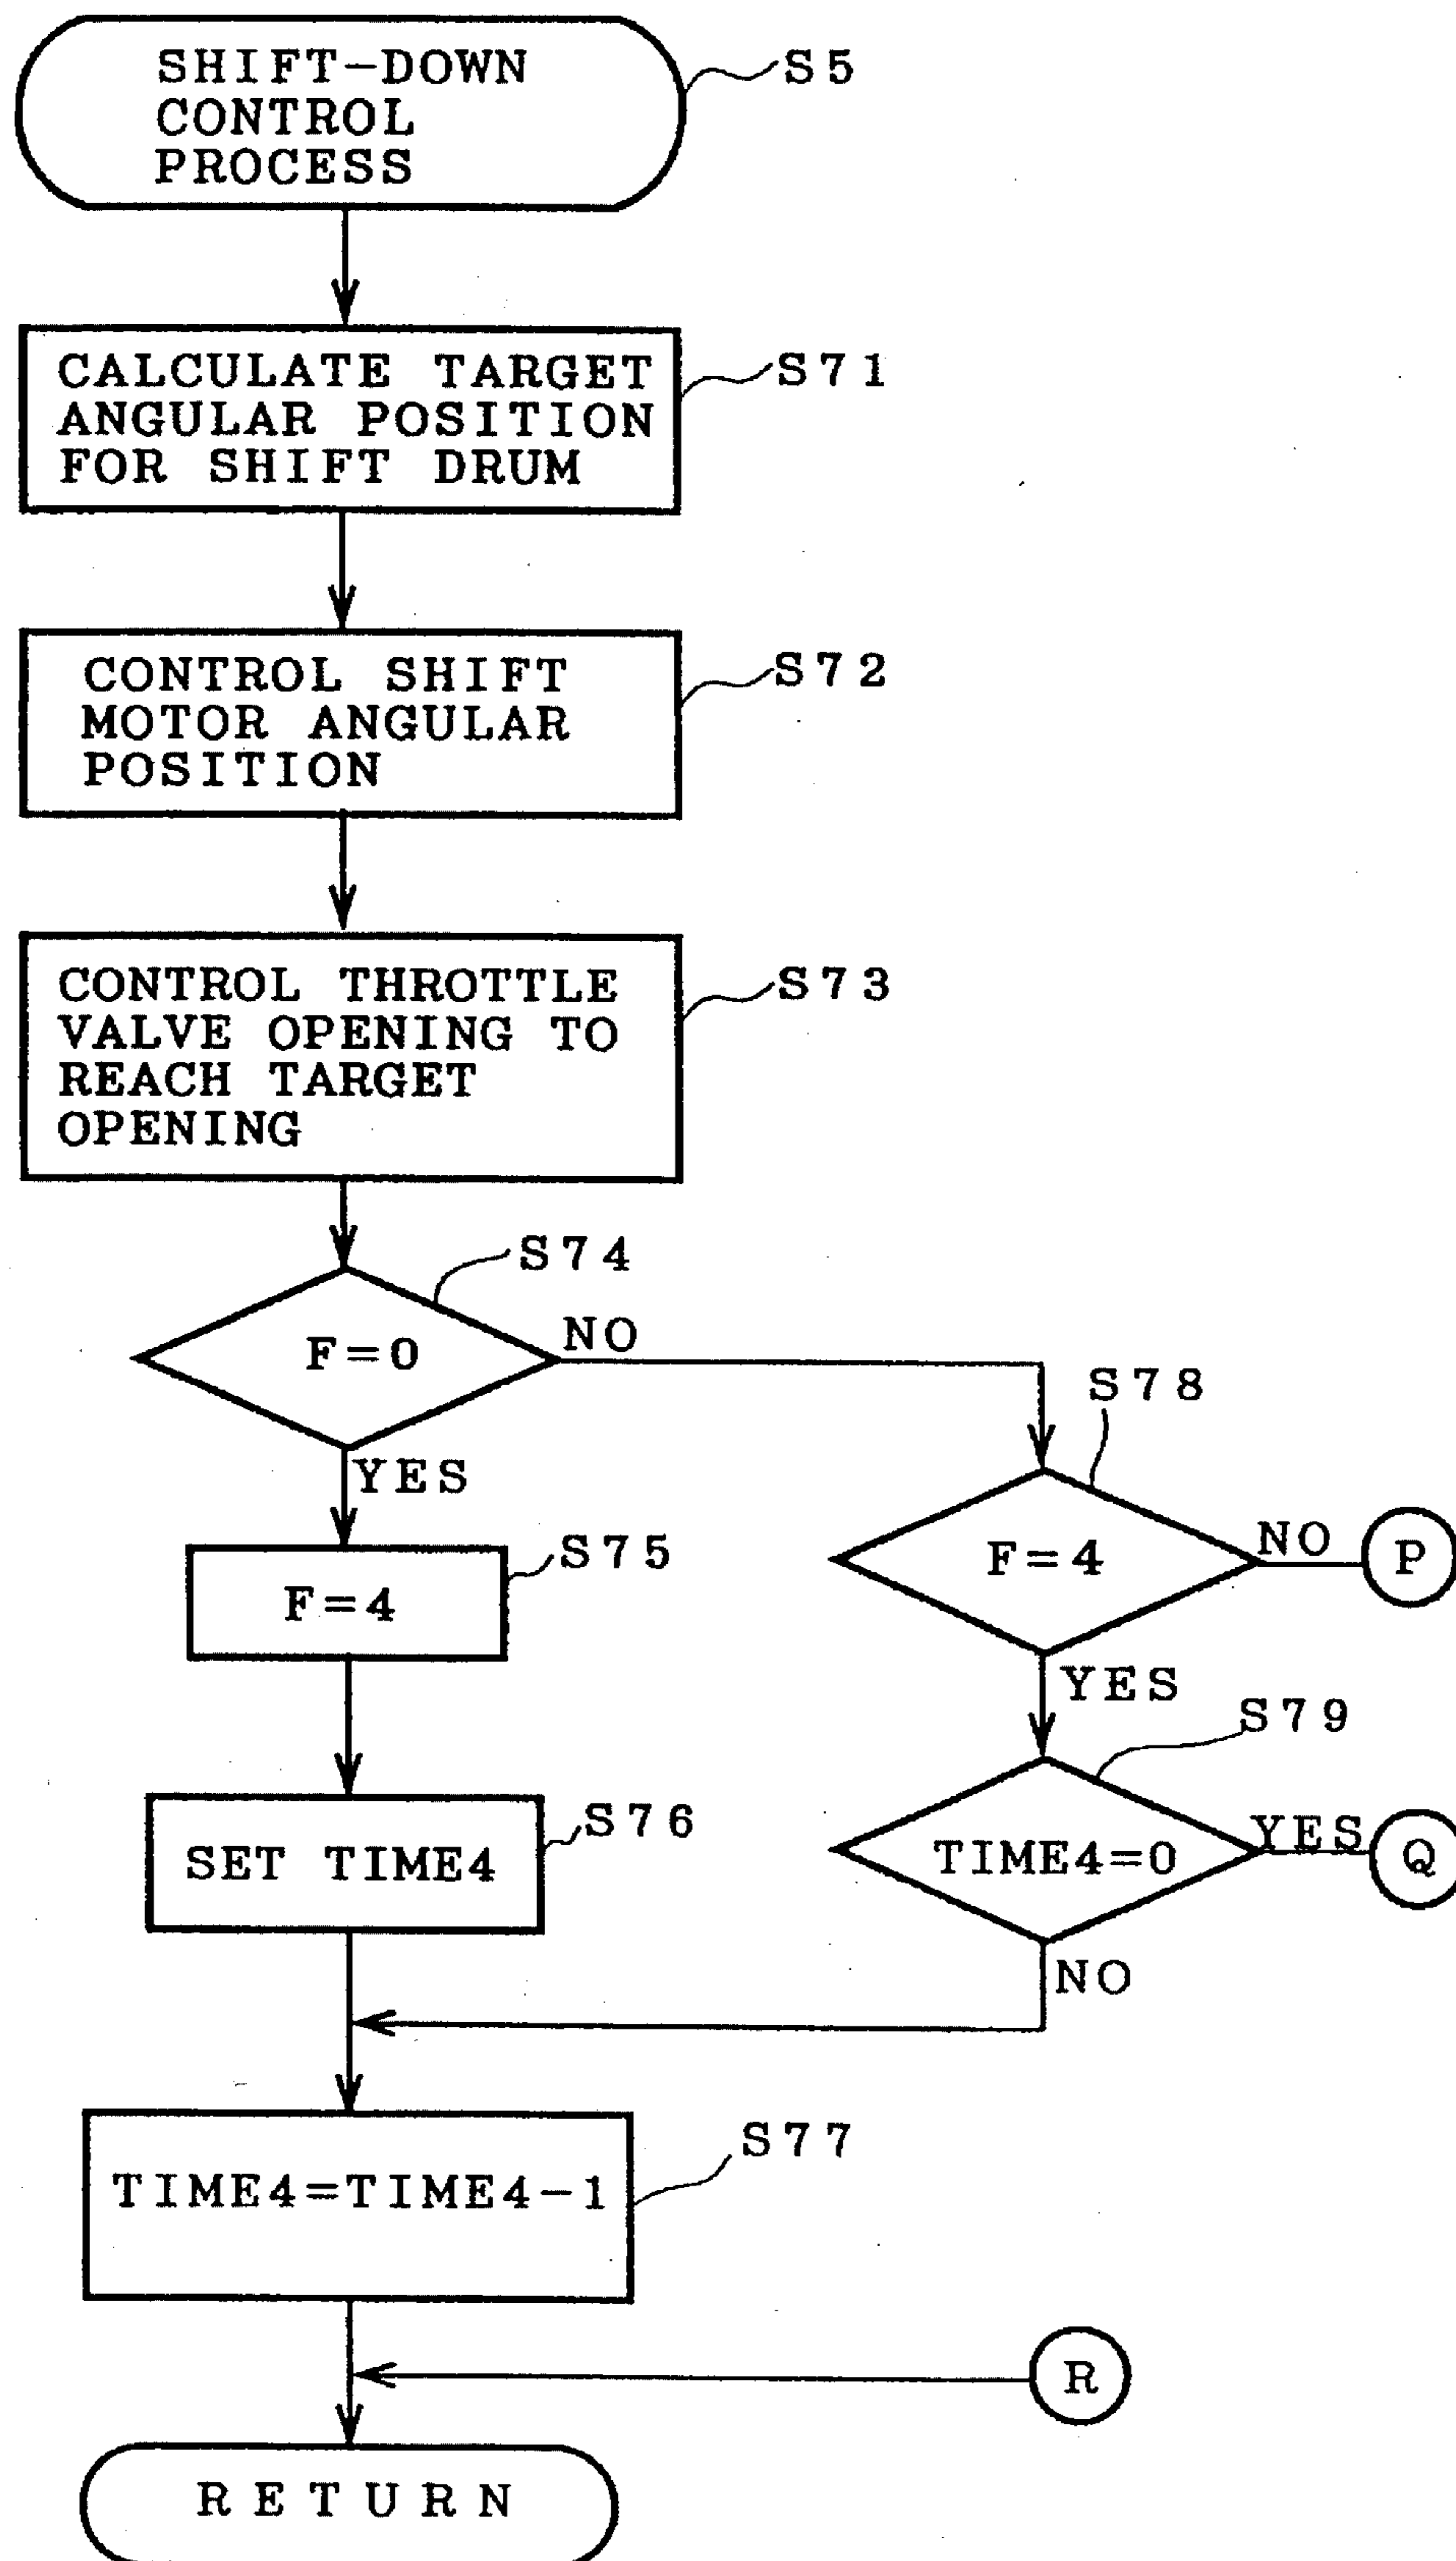 SHIFT-DOWN
CONTROL
PROCESS
S5
CALCULATE TARGET
ANGULAR POSITION
FOR SHIFT DRUM
S71
CONTROL SHIFT
MOTOR ANGULAR
POSITION
S72
CONTROL THROTTLE
VALVE OPENING TO
REACH TARGET
OPENING
S73
F=0
S74
NO
YES
F=4
S75
SET TIME4
S76
F=4
S78
NO
P
YES
TIME4=0
S79
YES
Q
NO
TIME4=TIME4-1
S77
R
RETURN